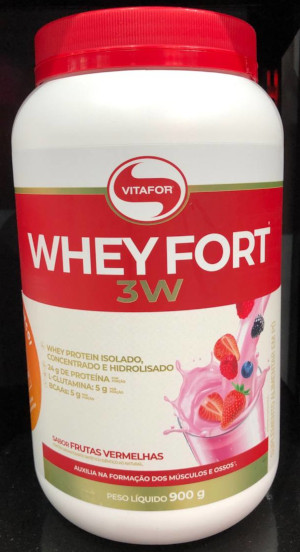 VITAFOR
WHEY FORT
3W
WHEY PROTEIN ISOLADO,
CONCENTRADO E HIDROLISADO
24 g DE PROTEÍNA
L-GLUTAMINA: 5 g
BCAAs: 5 g
SABOR FRUTAS VERMELHAS
AUXILIA NA FORMAÇÃO DOS MÚSCULOS E OSSOS
PESO LÍQUIDO 900 g